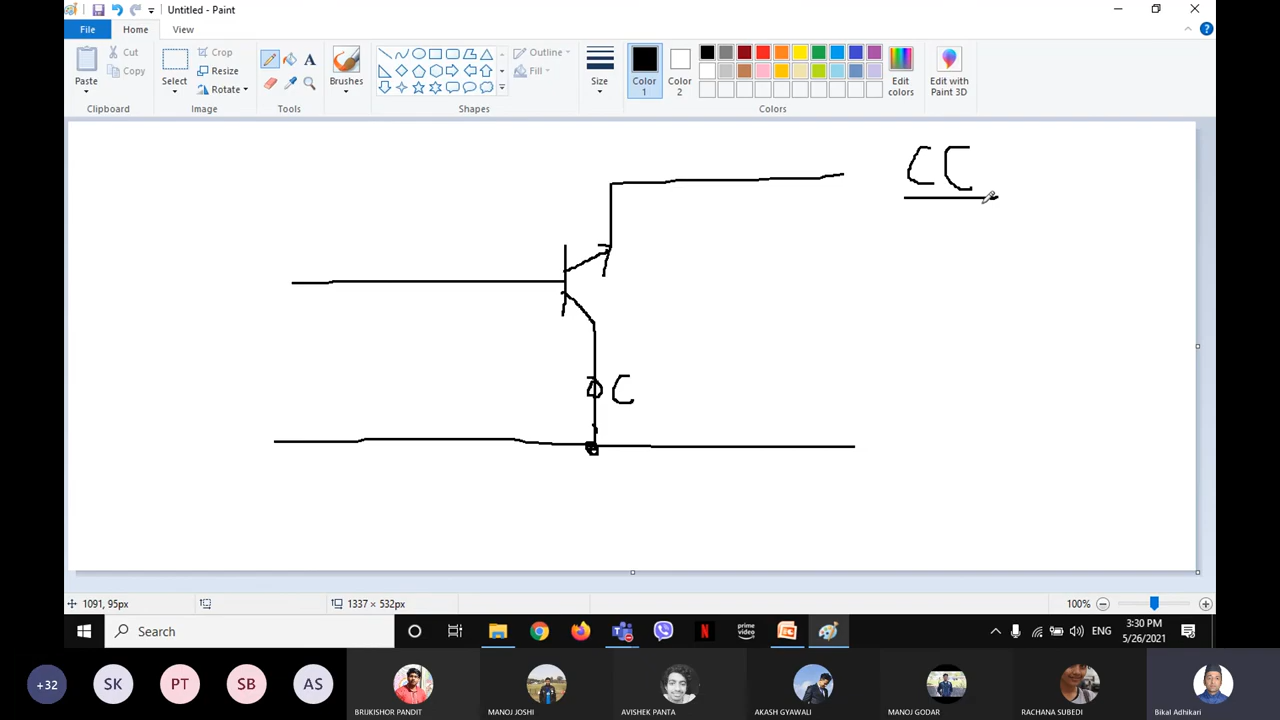 Untitled - Paint
File Home View
Paste
Cut
Copy
Clipboard
Select
Crop
Resize
Rotate
Image
A
Tools
Brushes
Outline
Fill
Shapes
Size
Color
1
Color
2
Edit
colors
Colors
Edit with
Paint 3D
CC
C
1091, 95px
1337 × 532px
100%
Search
prime
video
N
ENG
3:30 PM
5/26/2021
+32
SK
PT
SB
AS
BRIJKISHOR PANDIT
MANOJ JOSHI
AVISHEK PANTA
AKASH GYAWALI
MANOJ GODAR
RACHANA SUBEDI
Bikal Adhikari